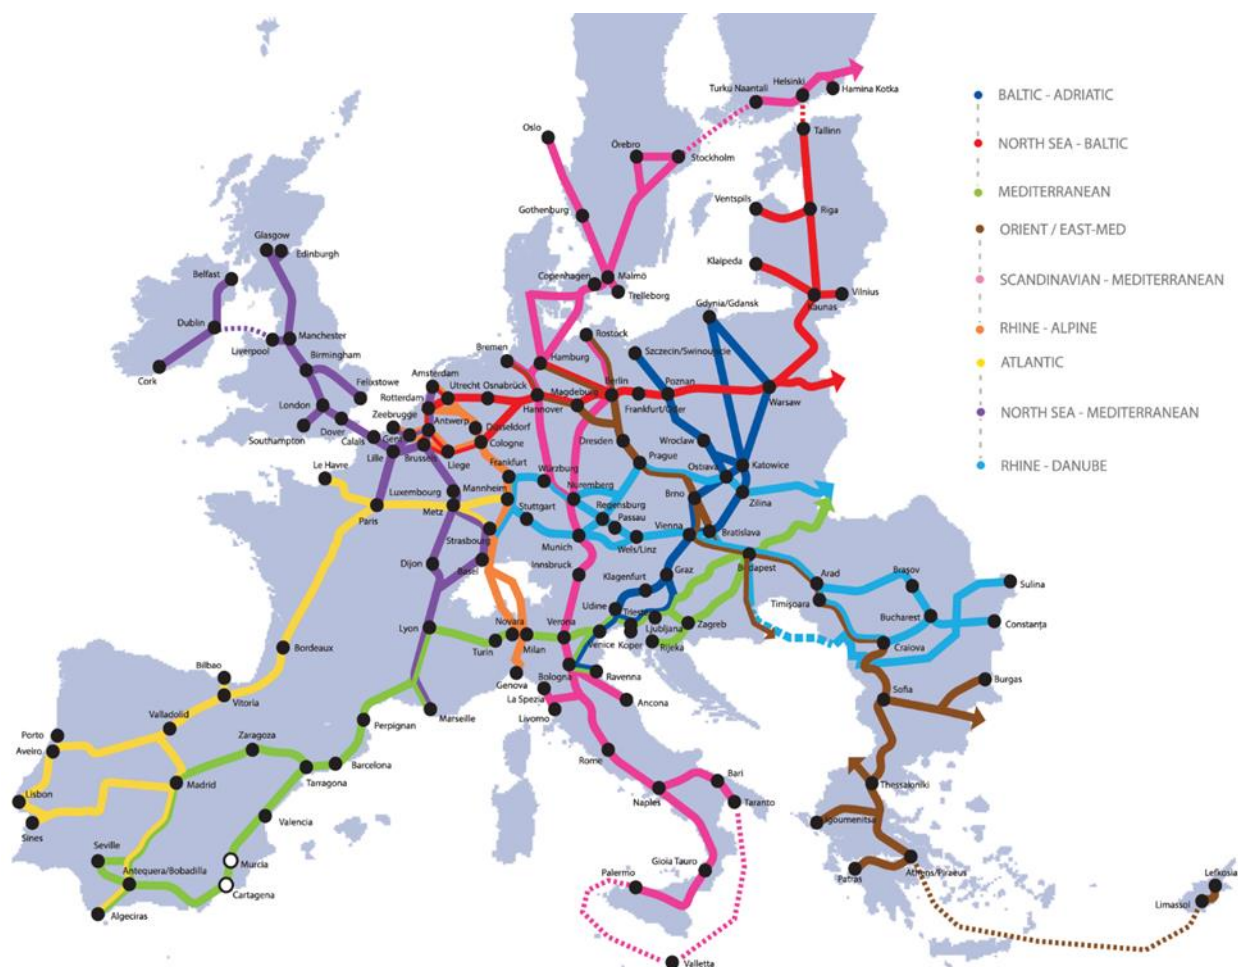 Helsinki
Turku Naantali
Hamina Kotka
BALTIC - ADRIATIC
Oslo
Örebro
Stockholm
Tallinn
NORTH SEA - BALTIC
MEDITERRANEAN
Ventspils
Riga
Gothenburg
ORIENT / EAST-MED
Glasgow
Edinburgh
Belfast
Klaipeda
Copenhagen
Malmö
Trelleborg
Vilnius
Kaunas
SCANDINAVIAN - MEDITERRANEAN
Gdynia/Gdansk
Dublin
Liverpool
Manchester
Rostock
RHINE - ALPINE
Cork
Birmingham
Bremen
Hamburg
Szczecin/Swinoujscie
ATLANTIC
Felixstowe
Amsterdam
Utrecht
Osnabrück
Magdeburg
Berlin
Poznan
Warsaw
London
Rotterdam
Hannover
Frankfurt/Oder
NORTH SEA - MEDITERRANEAN
Zeebrugge
Antwerp
Düsseldorf
Southampton
Dover
Calais
Cologne
Dresden
Wroclaw
Lille
Liege
Frankfurt
Prague
Ostrava
Katowice
RHINE - DANUBE
Le Havre
Würzburg
Luxembourg
Mannheim
Nuremberg
Brno
Zilina
Paris
Metz
Stuttgart
Regensburg
Passau
Vienna
Bratislava
Strasbourg
Munich
Wels/Linz
Dijon
Basel
Innsbruck
Klagenfurt
Graz
Budapest
Arad
Braşov
Sulina
Udine
Timişoara
Bucharest
Lyon
Novara
Verona
Ljubljana
Zagreb
Constanţa
Turin
Milan
Venice
Koper
Rijeka
Craiova
Bordeaux
Bilbao
Genova
Bologna
Ravenna
Burgas
Vitoria
La Spezia
Ancona
Sofia
Valladolid
Marseille
Livorno
Perpignan
Porto
Aveiro
Zaragoza
Rome
Barcelona
Bari
Madrid
Tarragona
Thessaloniki
Lisbon
Naples
Taranto
Sines
Valencia
Igoumenitsa
Seville
Murcia
Gioia Tauro
Antequera/Bobadilla
Palermo
Patras
Athens/Piraeus
Lefkosia
Cartagena
Limassol
Algeciras
Valletta